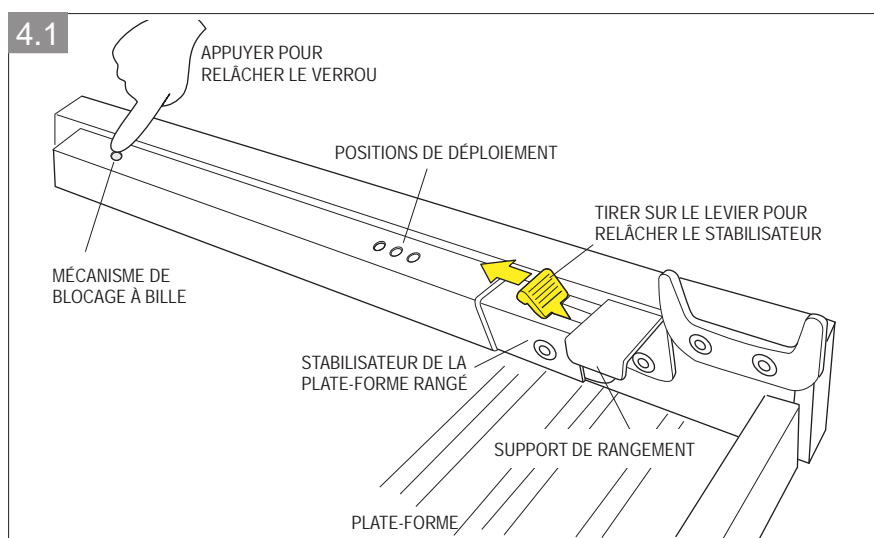 4.1
APPUYER POUR
RELÂCHER LE VERROU
POSITIONS DE DÉPLOIEMENT
TIRER SUR LE LEVIER POUR
RELÂCHER LE STABILISATEUR
MÉCANISME DE
BLOCAGE À BILLE
STABILISATEUR DE LA
PLATE-FORME RANGÉ
SUPPORT DE RANGEMENT
PLATE-FORME